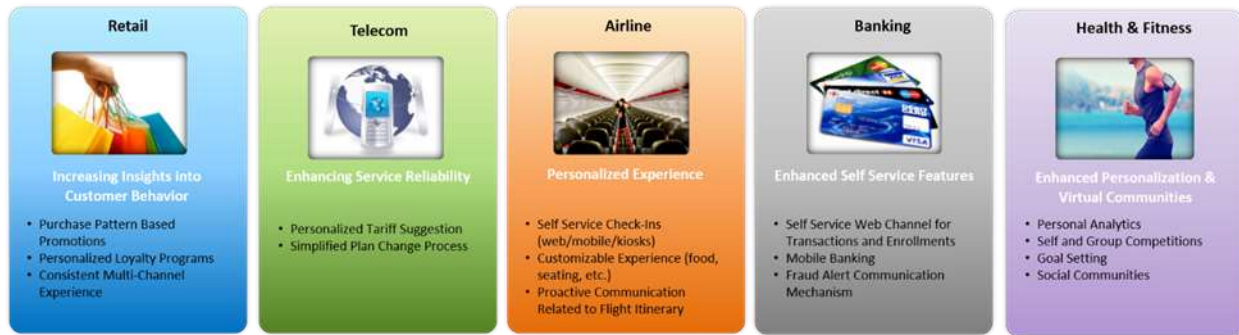 Retail
Increasing Insights into
Customer Behavior
• Purchase Pattern Based
Promotions
• Personalized Loyalty Programs
• Consistent Multi-Channel
Experience
Telecom
Enhancing Service Reliability
• Personalized Tariff Suggestion
• Simplified Plan Change Process
Airline
Personalized Experience
• Self Service Check-Ins
(web/mobile/kiosks)
• Customizable Experience (food,
seating, etc.)
• Proactive Communication
Related to Flight Itinerary
Banking
VISA
Enhanced Self Service Features
• Self Service Web Channel for
Transactions and Enrollments
• Mobile Banking
• Fraud Alert Communication
Mechanism
Health & Fitness
Enhanced Personalization &
Virtual Communities
• Personal Analytics
• Self and Group Competitions
• Goal Setting
• Social Communities